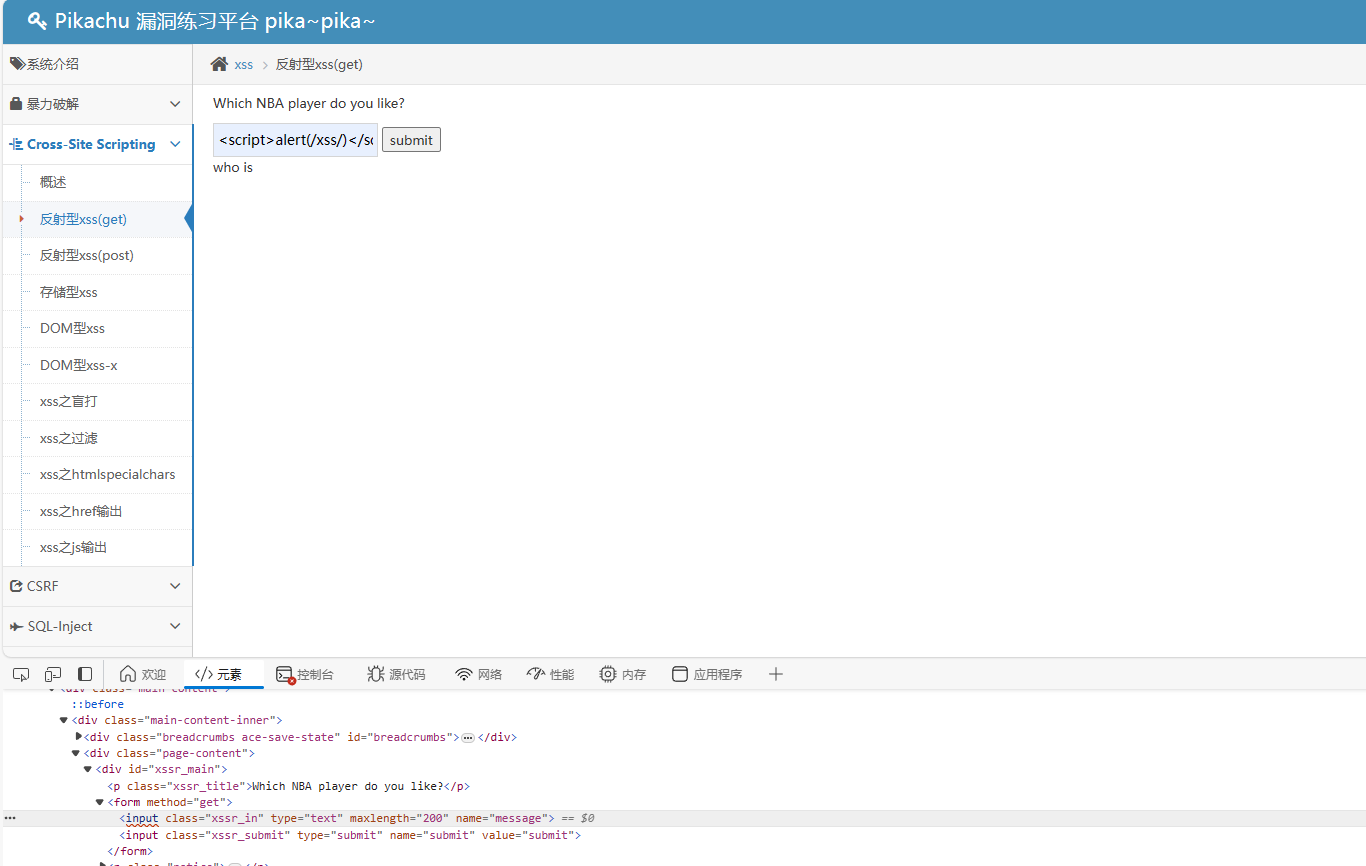 Pikachu 漏洞练习平台 pika~pika~
系统介绍
xss > 反射型xss(get)
暴力破解
Which NBA player do you like?
Cross-Site Scripting
<script>alert(/xss/)</sc
submit
who is
概述
反射型xss(get)
反射型xss(post)
存储型xss
DOM型xss
DOM型xss-x
xss之盲打
xss之过滤
xss之htmlspecialchars
xss之href输出
xss之js输出
CSRF
SQL-Inject
欢迎
</> 元素
控制台
源代码
网络
性能
内存
应用程序
::before
<div class="main-content-inner">
<div class="breadcrumbs ace-save-state" id="breadcrumbs">…</div>
<div class="page-content">
<div id="xssr_main">
<p class="xssr_title">Which NBA player do you like?</p>
<form method="get">
<input class="xssr_in" type="text" maxlength="200" name="message"> == $0
<input class="xssr_submit" type="submit" name="submit" value="submit">
</form>